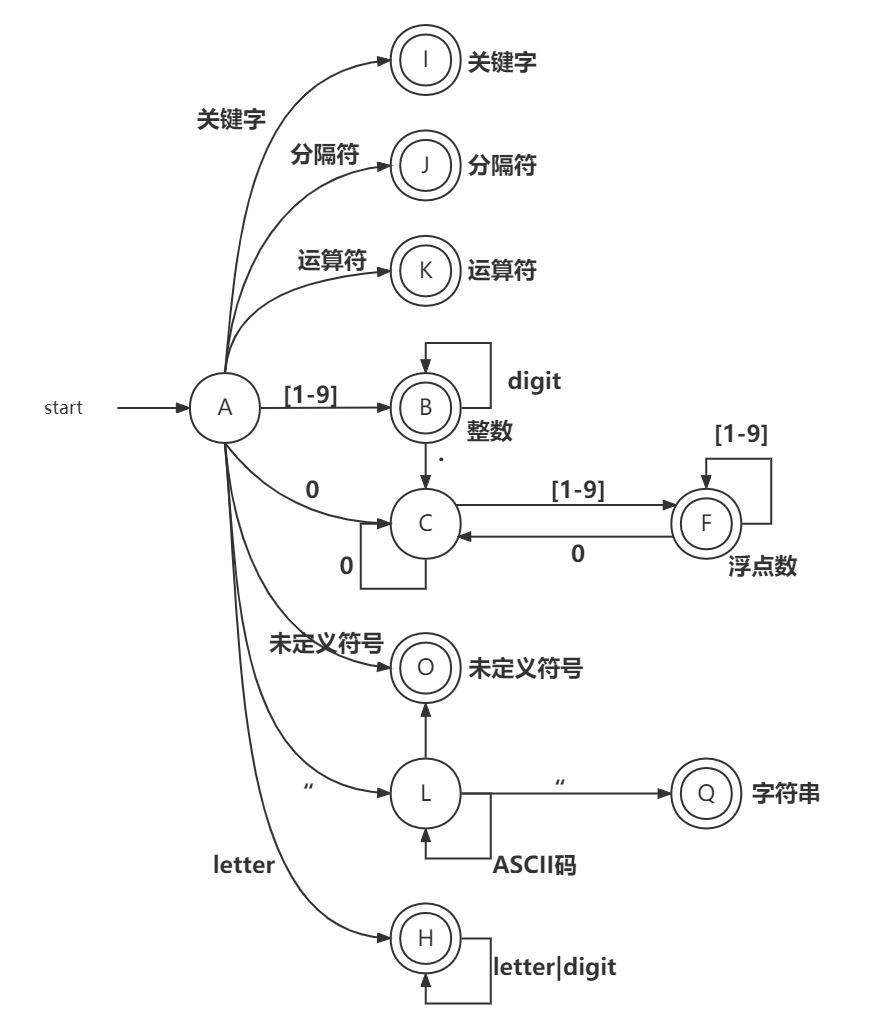 I
关键字
关键字
分隔符
J
分隔符
运算符
K
运算符
digit
start
A
[1-9]
B
整数
.
[1-9]
0
C
[1-9]
F
0
0
浮点数
未定义符号
O
未定义符号
“
L
“
Q
字符串
letter
ASCII码
H
letter|digit